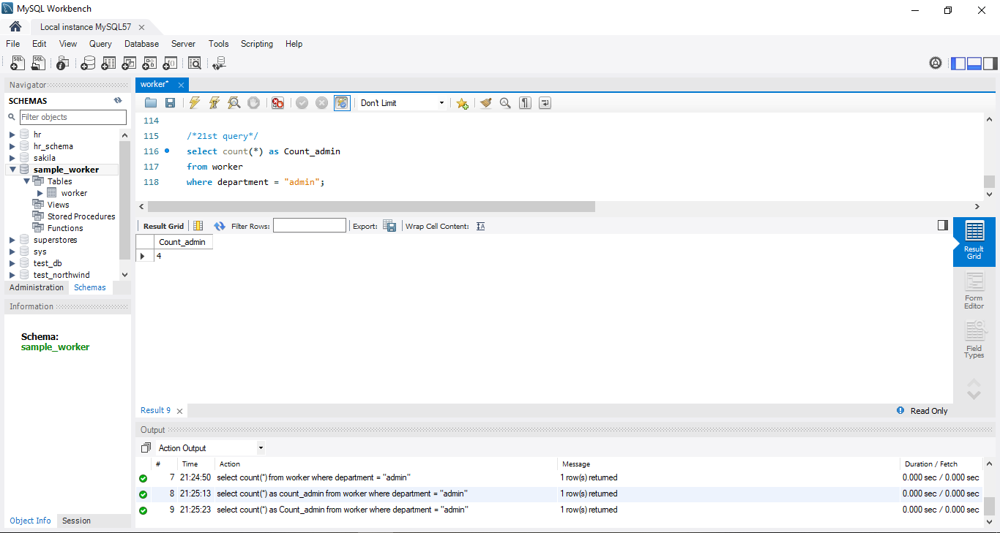 MySQL Workbench
Local instance MySQL57
File Edit View Query Database Server Tools Scripting Help
Navigator
SCHEMAS
Filter objects
hr
hr_schema
sakila
sample_worker
Tables
worker
Views
Stored Procedures
Functions
superstores
sys
test_db
test_northwind
Administration Schemas
Information
Schema:
sample_worker
Object Info Session
worker*
Don't Limit
114
115 /*21st query*/
116 select count(*) as Count_admin
117 from worker
118 where department = "admin";
Result Grid Filter Rows: Export: Wrap Cell Content:
Count_admin
4
Result Grid
Form Editor
Field Types
Result 9 Read Only
Output
Action Output
# Time Action Message Duration / Fetch
7 21:24:50 select count(*) from worker where department = "admin" 1 row(s) returned 0.000 sec / 0.000 sec
8 21:25:13 select count(*) as count_admin from worker where department = "admin" 1 row(s) returned 0.000 sec / 0.000 sec
9 21:25:23 select count(*) as Count_admin from worker where department = "admin" 1 row(s) returned 0.000 sec / 0.000 sec